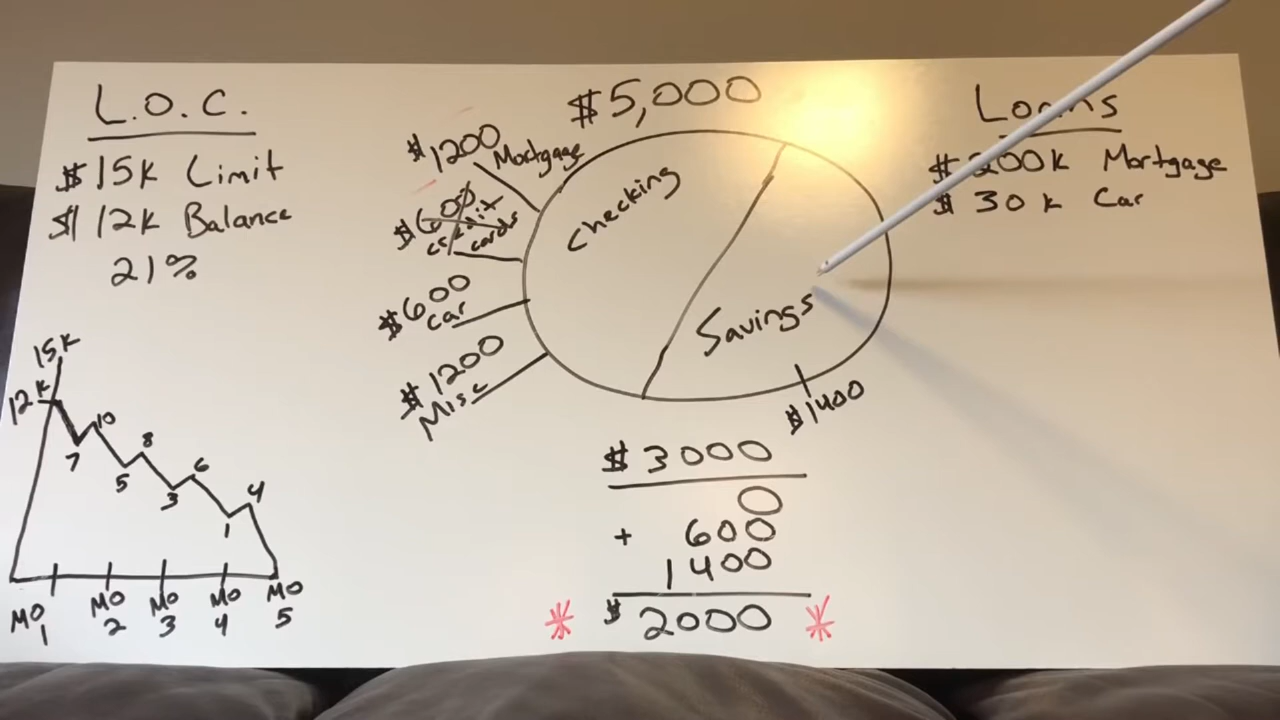 L.O.C.
$15K Limit
$12K Balance
21%
15K
12K
10
7
8
5
6
3
4
1
MO 1
MO 2
MO 3
MO 4
MO 5
$5,000
$1200 Mortgage
$600
credit
cards
$600
Car
$1200
Misc
Checking
Savings
$1400
$3000
0
+ 600
1400
* $2000 *
Loans
$200K Mortgage
$30K Car